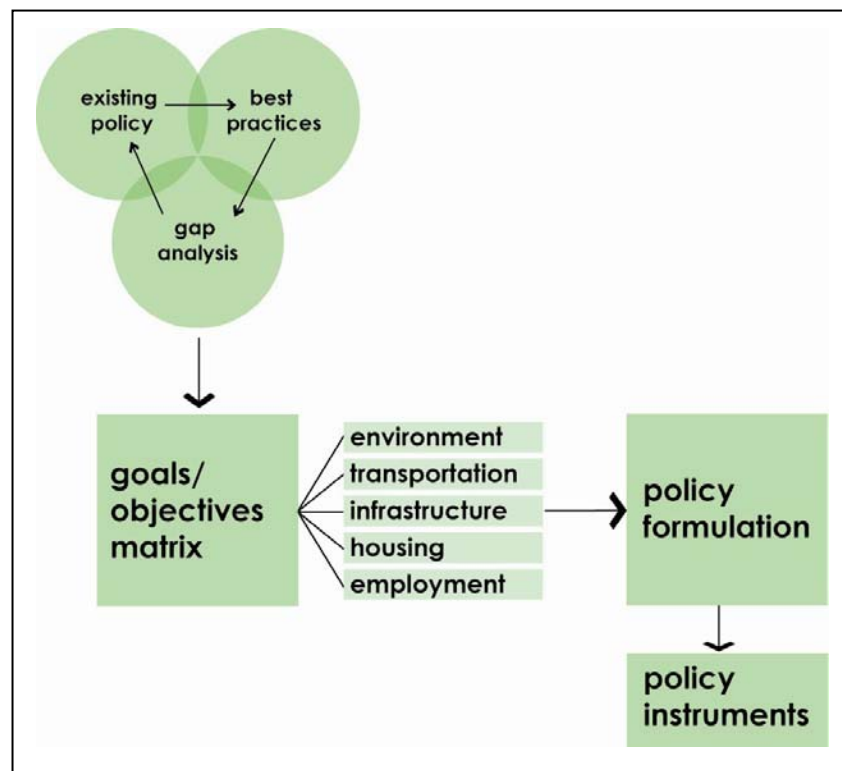 existing
policy
best
practices
gap
analysis
goals/
objectives
matrix
environment
transportation
infrastructure
housing
employment
policy
formulation
policy
instruments